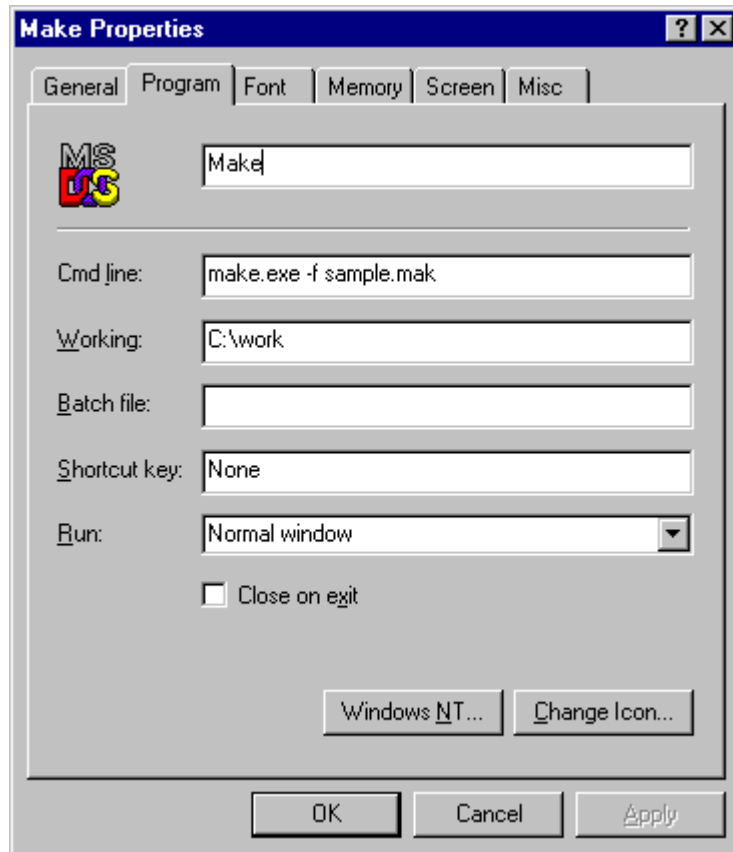 Make Properties
General Program Font Memory Screen Misc
MS
DOS
Make
Cmd line: make.exe -f sample.mak
Working: C:\work
Batch file:
Shortcut key: None
Run: Normal window
Close on exit
Windows NT... Change Icon...
OK Cancel Apply